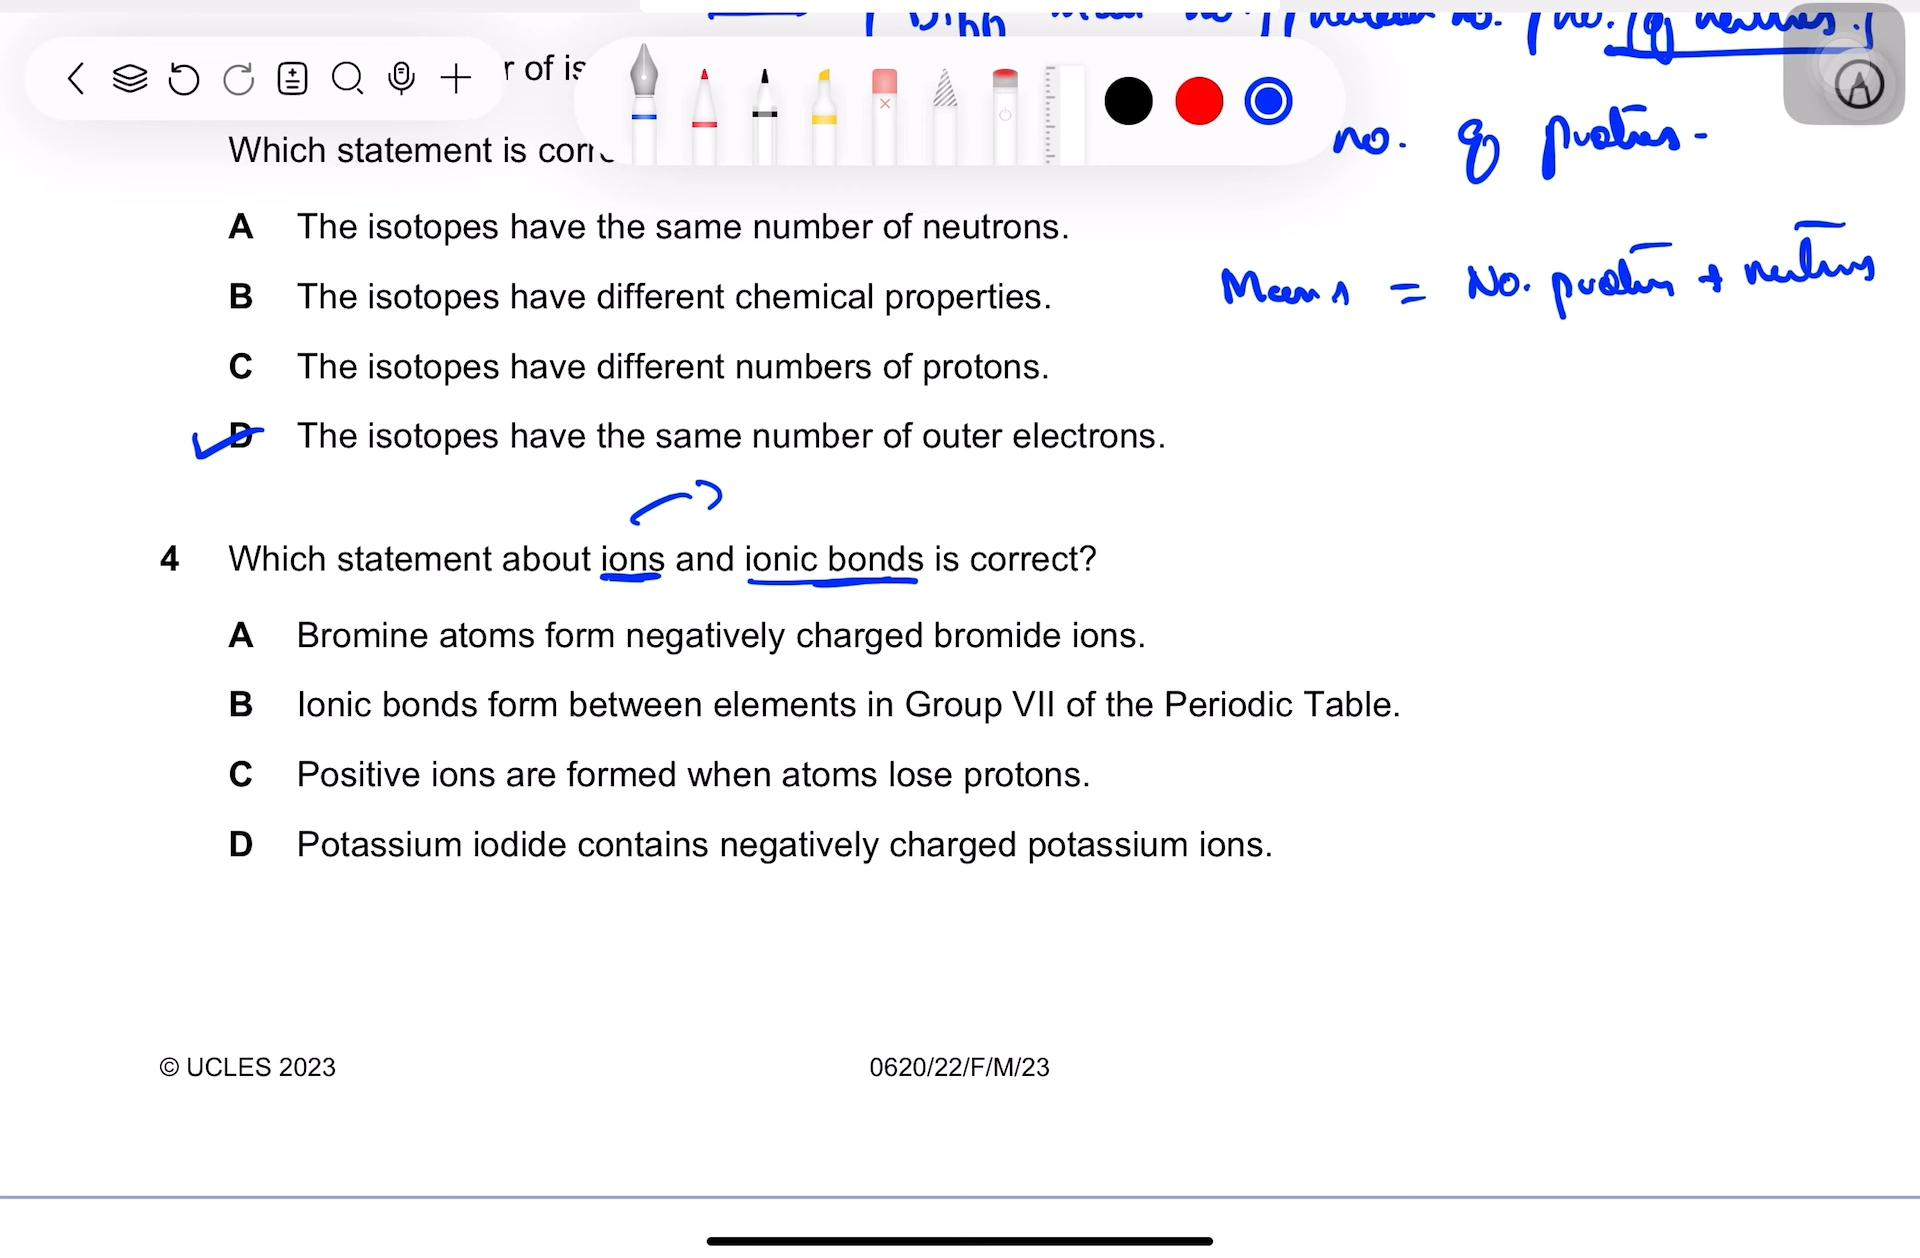 no. of protons -
Which statement is
A The isotopes have the same number of neutrons.
B The isotopes have different chemical properties.
= No. protons + neutrons
C The isotopes have different numbers of protons.
D The isotopes have the same number of outer electrons.
4 Which statement about ions and ionic bonds is correct?
A Bromine atoms form negatively charged bromide ions.
B Ionic bonds form between elements in Group VII of the Periodic Table.
C Positive ions are formed when atoms lose protons.
D Potassium iodide contains negatively charged potassium ions.
© UCLES 2023
0620/22/F/M/23